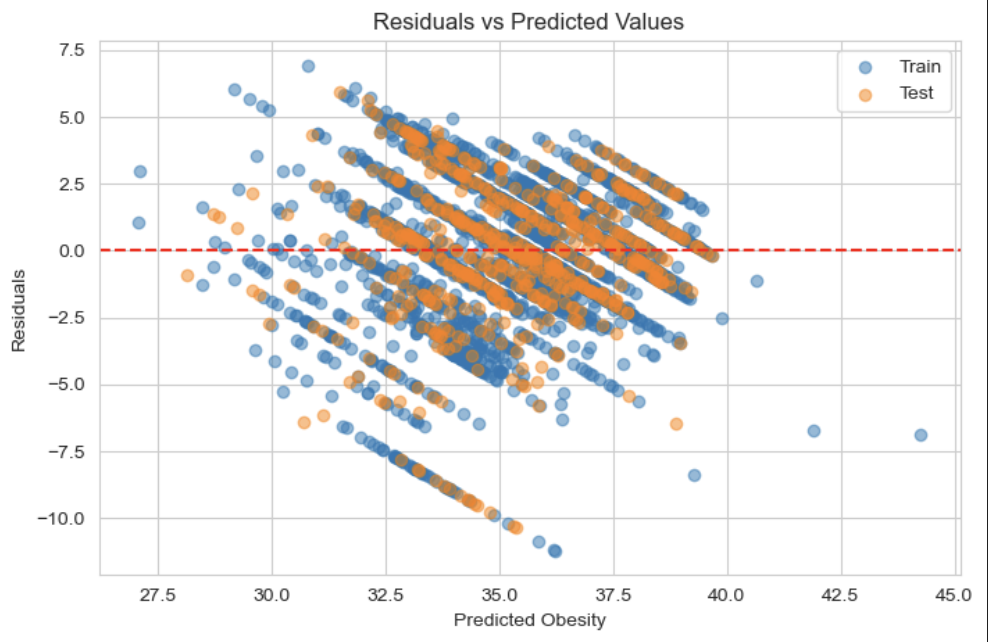 Residuals vs Predicted Values
7.5
5.0
2.5
0.0
−2.5
−5.0
−7.5
−10.0
Residuals
Train
Test
27.5 30.0 32.5 35.0 37.5 40.0 42.5 45.0
Predicted Obesity